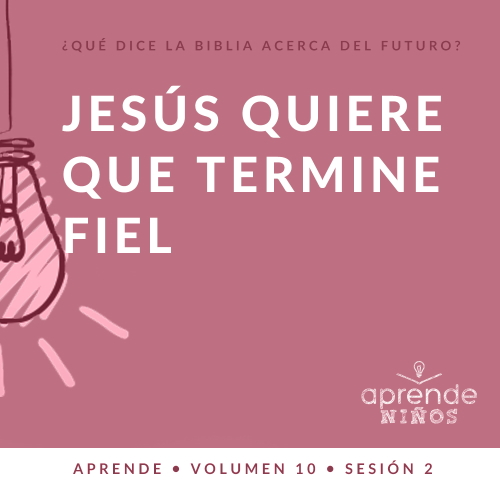 ¿QUÉ DICE LA BIBLIA ACERCA DEL FUTURO?
JESÚS QUIERE
QUE TERMINE
FIEL
aprende
NIÑOS
APRENDE • VOLUMEN 10 • SESIÓN 2